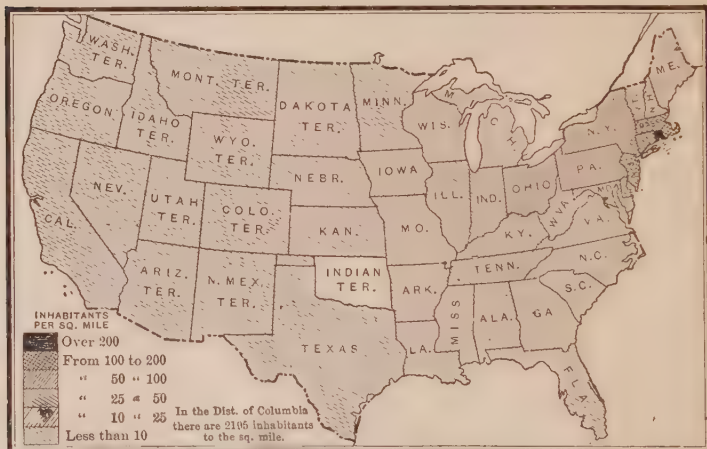 WASH. TER.
MONT. TER.
DAKOTA TER.
MINN.
ME.
OREGON
IDAHO TER.
WYO. TER.
WIS.
M I C H
N.Y.
VT.
N H
NEBR.
IOWA
PA.
NEV.
UTAH TER.
COLO. TER.
ILL.
IND.
OHIO
CAL.
KAN.
MO.
KY.
W.VA
VA.
ARIZ. TER.
N. MEX. TER.
INDIAN TER.
ARK.
TENN.
N.C.
S.C.
TEXAS
LA.
MISS
ALA.
GA
FLA.
INHABITANTS
PER SQ. MILE
Over 200
From 100 to 200
" 50 " 100
" 25 " 50
" 10 " 25
Less than 10
In the Dist. of Columbia
there are 2195 inhabitants
to the sq. mile.